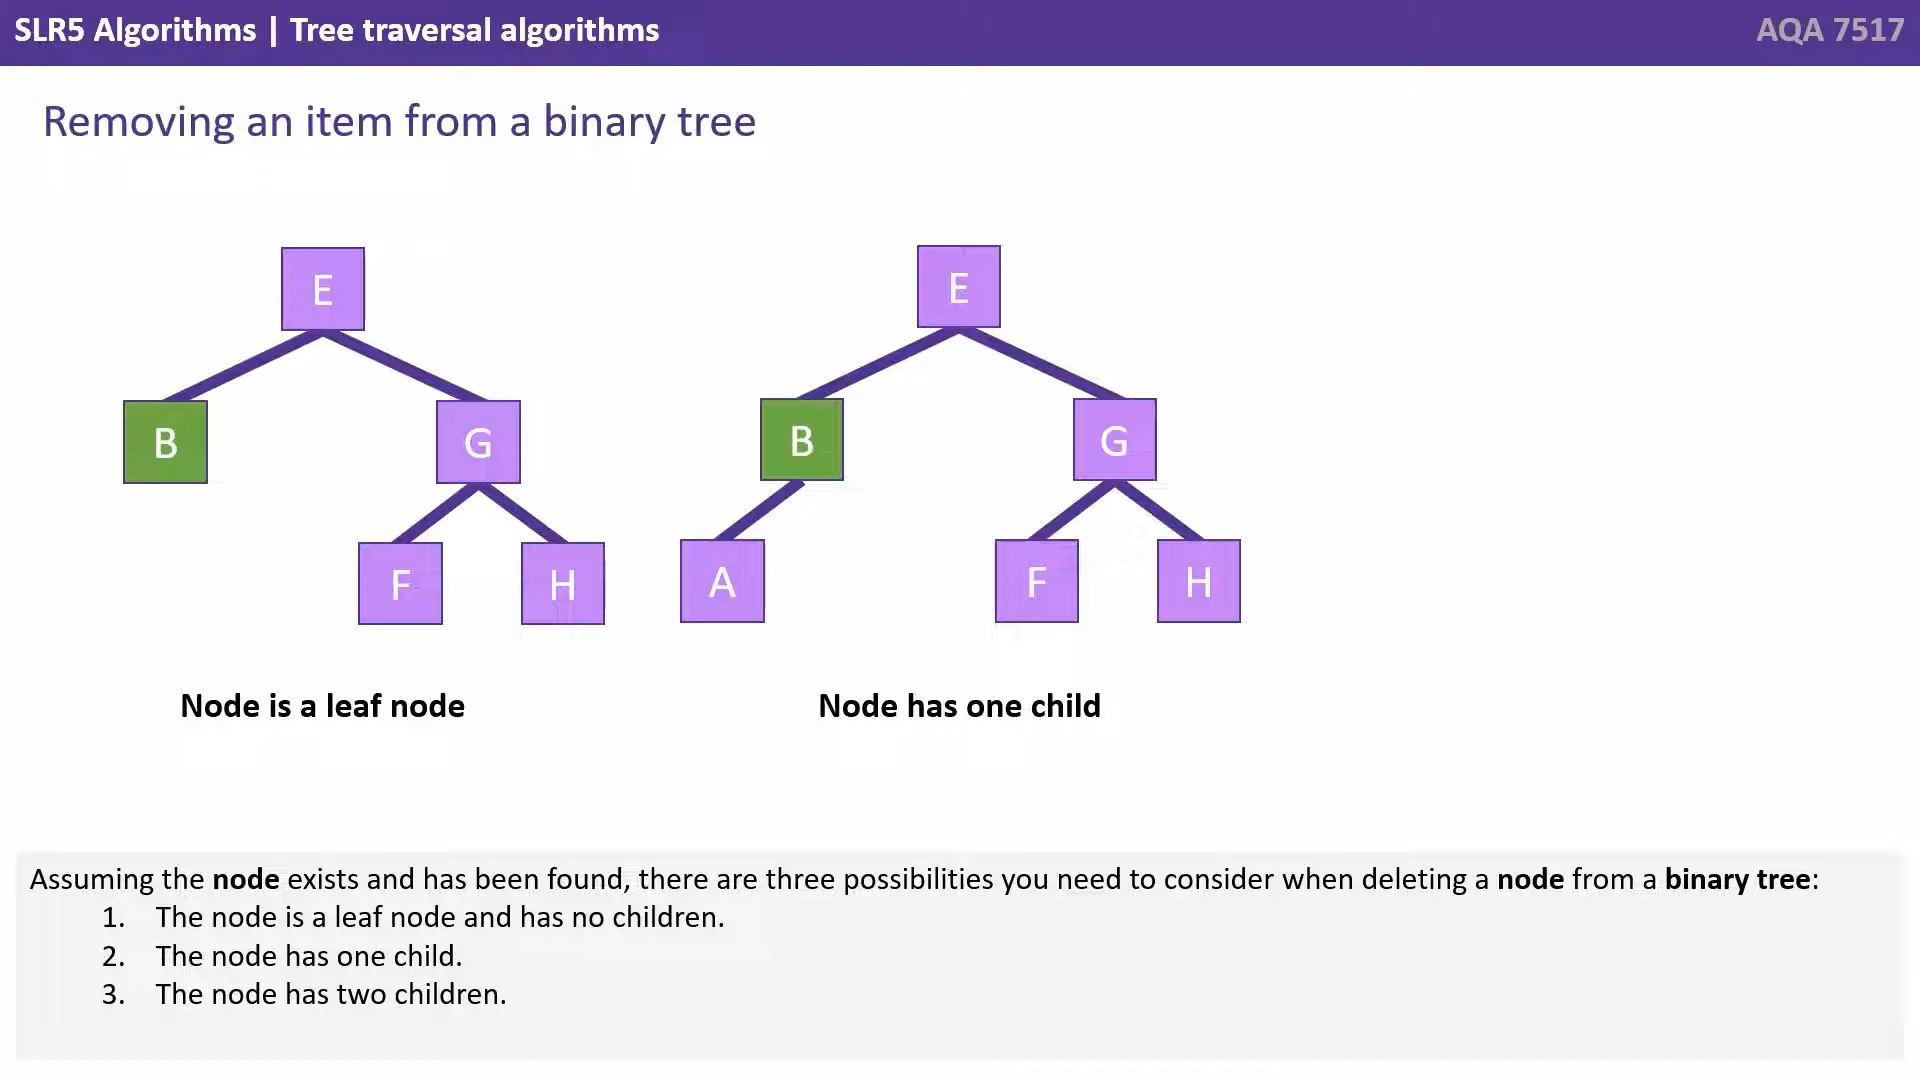 SLR5 Algorithms | Tree traversal algorithms
AQA 7517
Removing an item from a binary tree
E
B
G
F
H
Node is a leaf node
E
B
G
A
F
H
Node has one child
Assuming the node exists and has been found, there are three possibilities you need to consider when deleting a node from a binary tree:
1. The node is a leaf node and has no children.
2. The node has one child.
3. The node has two children.